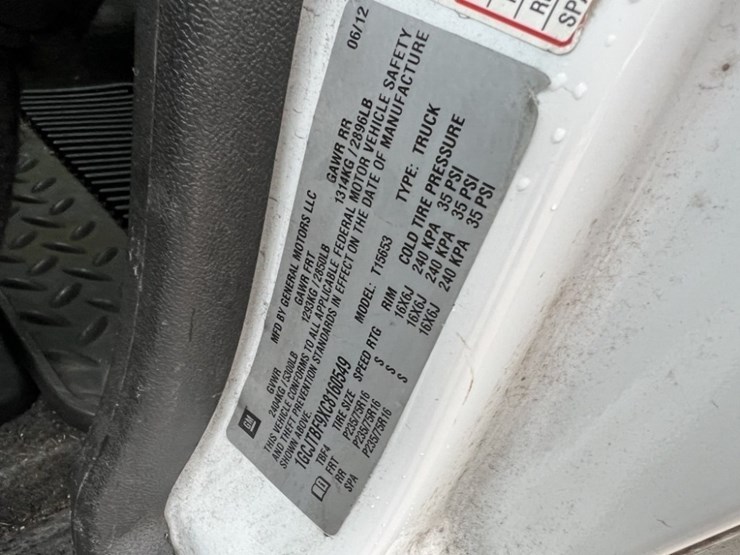 GM
MFD BY GENERAL MOTORS LLC
06/12
GVWR GAWR FRT GAWR RR
2404KG/5300LB 1293KG/2850LB 1314KG/2896LB
THIS VEHICLE CONFORMS TO ALL APPLICABLE FEDERAL MOTOR VEHICLE SAFETY
AND THEFT PREVENTION STANDARDS IN EFFECT ON THE DATE OF MANUFACTURE
SHOWN ABOVE.
1GCJTBF9XC8160549
TBF4 MODEL: T15653 TYPE: TRUCK
TIRE SIZE SPEED RTG RIM COLD TIRE PRESSURE
FRT P235/75R16 S 16X6J 240 KPA 35 PSI
RR P235/75R16 S 16X6J 240 KPA 35 PSI
SPA P235/75R16 S 16X6J 240 KPA 35 PSI